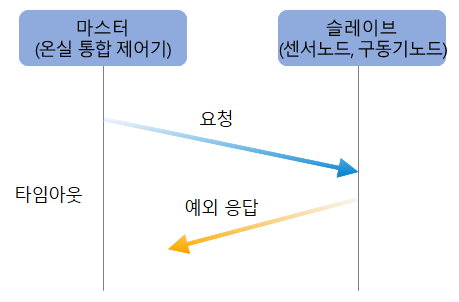 마스터
(온실 통합 제어기)
슬레이브
(센서노드, 구동기노드)
요청
타임아웃
예외 응답